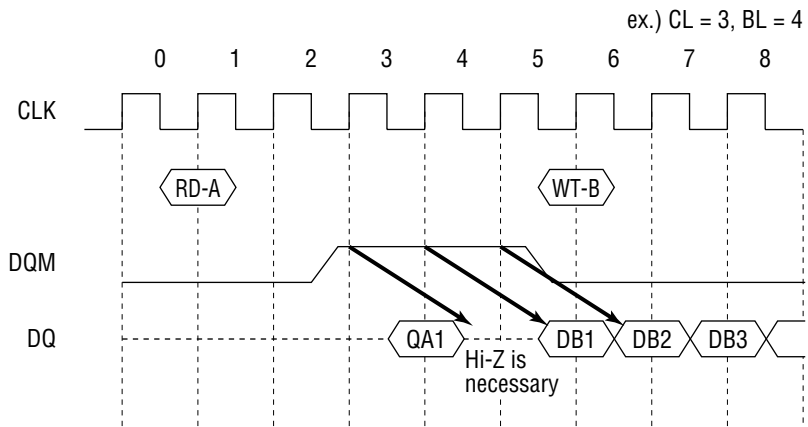 ex.) CL = 3, BL = 4
0 1 2 3 4 5 6 7 8
CLK
RD-A WT-B
DQM
DQ QA1 DB1 DB2 DB3
Hi-Z is
necessary